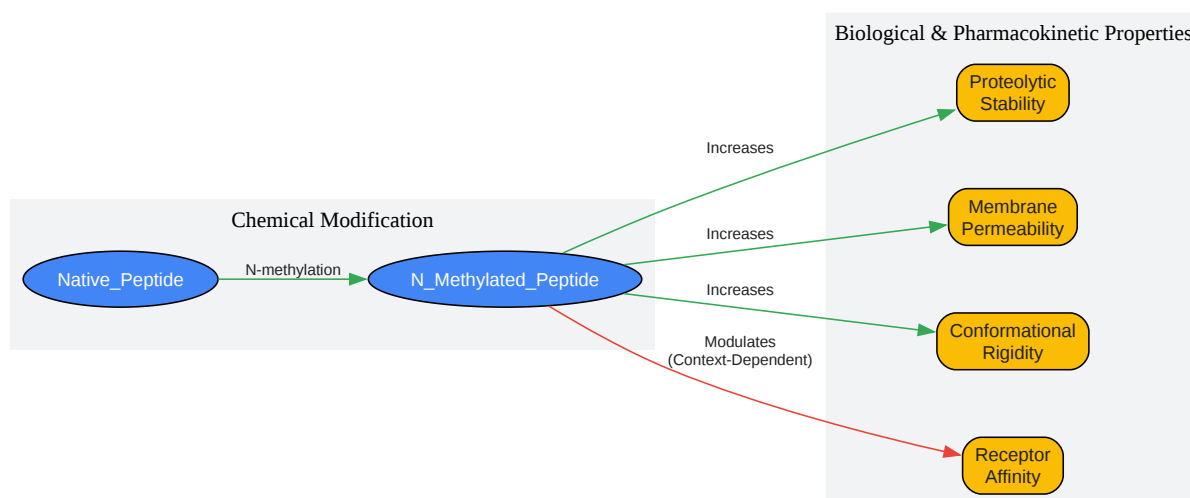 Biological & Pharmacokinetic Properties
Proteolytic
Stability
Increases
Membrane
Permeability
Chemical Modification
Increases
N-methylation
Native_Peptide
N_Methylated_Peptide
Increases
Conformational
Rigidity
Modulates
(Context-Dependent)
Receptor
Affinity